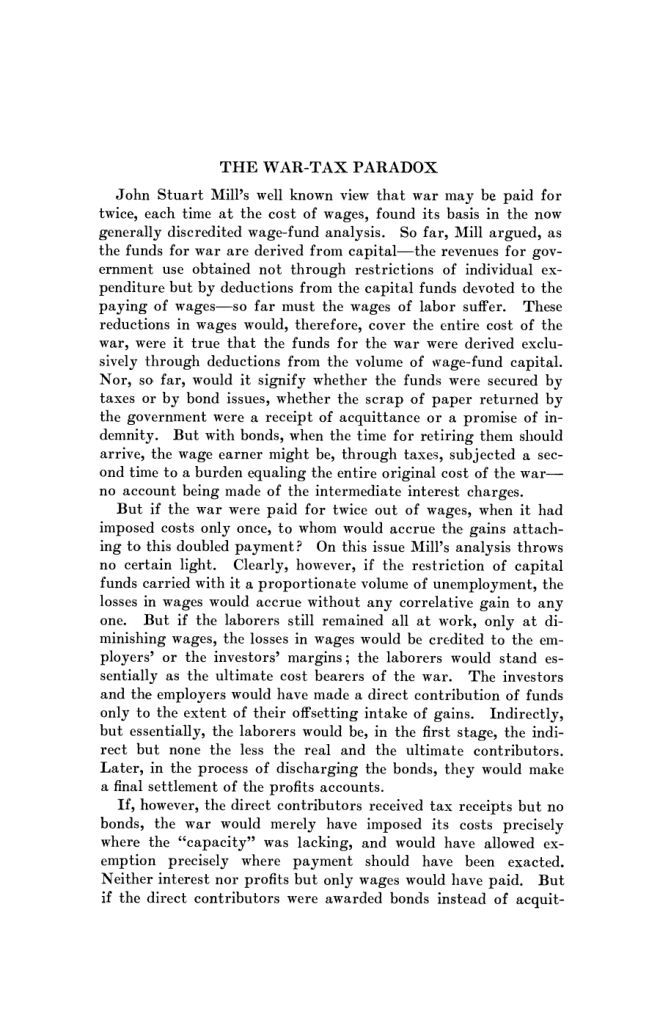 THE WAR-TAX PARADOX
John Stuart Mill's well known view that war may be paid for
twice, each time at the cost of wages, found its basis in the now
generally discredited wage-fund analysis. So far, Mill argued, as
the funds for war are derived from capital—the revenues for gov-
ernment use obtained not through restrictions of individual ex-
penditure but by deductions from the capital funds devoted to the
paying of wages—so far must the wages of labor suffer. These
reductions in wages would, therefore, cover the entire cost of the
war, were it true that the funds for the war were derived exclu-
sively through deductions from the volume of wage-fund capital.
Nor, so far, would it signify whether the funds were secured by
taxes or by bond issues, whether the scrap of paper returned by
the government were a receipt of acquittance or a promise of in-
demnity. But with bonds, when the time for retiring them should
arrive, the wage earner might be, through taxes, subjected a sec-
ond time to a burden equaling the entire original cost of the war—
no account being made of the intermediate interest charges.
But if the war were paid for twice out of wages, when it had
imposed costs only once, to whom would accrue the gains attach-
ing to this doubled payment? On this issue Mill's analysis throws
no certain light. Clearly, however, if the restriction of capital
funds carried with it a proportionate volume of unemployment, the
losses in wages would accrue without any correlative gain to any
one. But if the laborers still remained all at work, only at di-
minishing wages, the losses in wages would be credited to the em-
ployers' or the investors' margins; the laborers would stand es-
sentially as the ultimate cost bearers of the war. The investors
and the employers would have made a direct contribution of funds
only to the extent of their offsetting intake of gains. Indirectly,
but essentially, the laborers would be, in the first stage, the indi-
rect but none the less the real and the ultimate contributors.
Later, in the process of discharging the bonds, they would make
a final settlement of the profits accounts.
If, however, the direct contributors received tax receipts but no
bonds, the war would merely have imposed its costs precisely
where the "capacity" was lacking, and would have allowed ex-
emption precisely where payment should have been exacted.
Neither interest nor profits but only wages would have paid. But
if the direct contributors were awarded bonds instead of acquit-